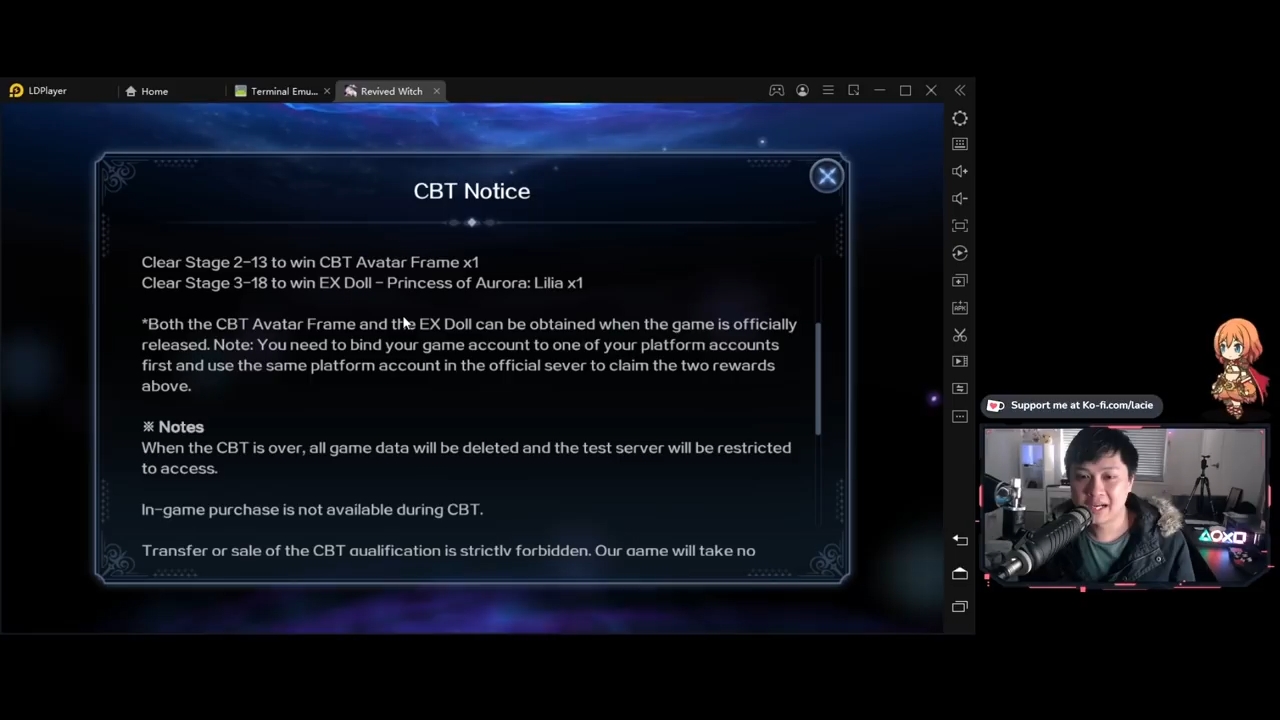 LDPlayer
Home
Terminal Emu...
Revived Witch
CBT Notice
Clear Stage 2-13 to win CBT Avatar Frame x1
Clear Stage 3-18 to win EX Doll - Princess of Aurora: Lilia x1
*Both the CBT Avatar Frame and the EX Doll can be obtained when the game is officially
released. Note: You need to bind your game account to one of your platform accounts
first and use the same platform account in the official sever to claim the two rewards
above.
※ Notes
When the CBT is over, all game data will be deleted and the test server will be restricted
to access.
In-game purchase is not available during CBT.
Transfer or sale of the CBT qualification is strictly forbidden. Our game will take no
APK
Support me at Ko-fi.com/lacie